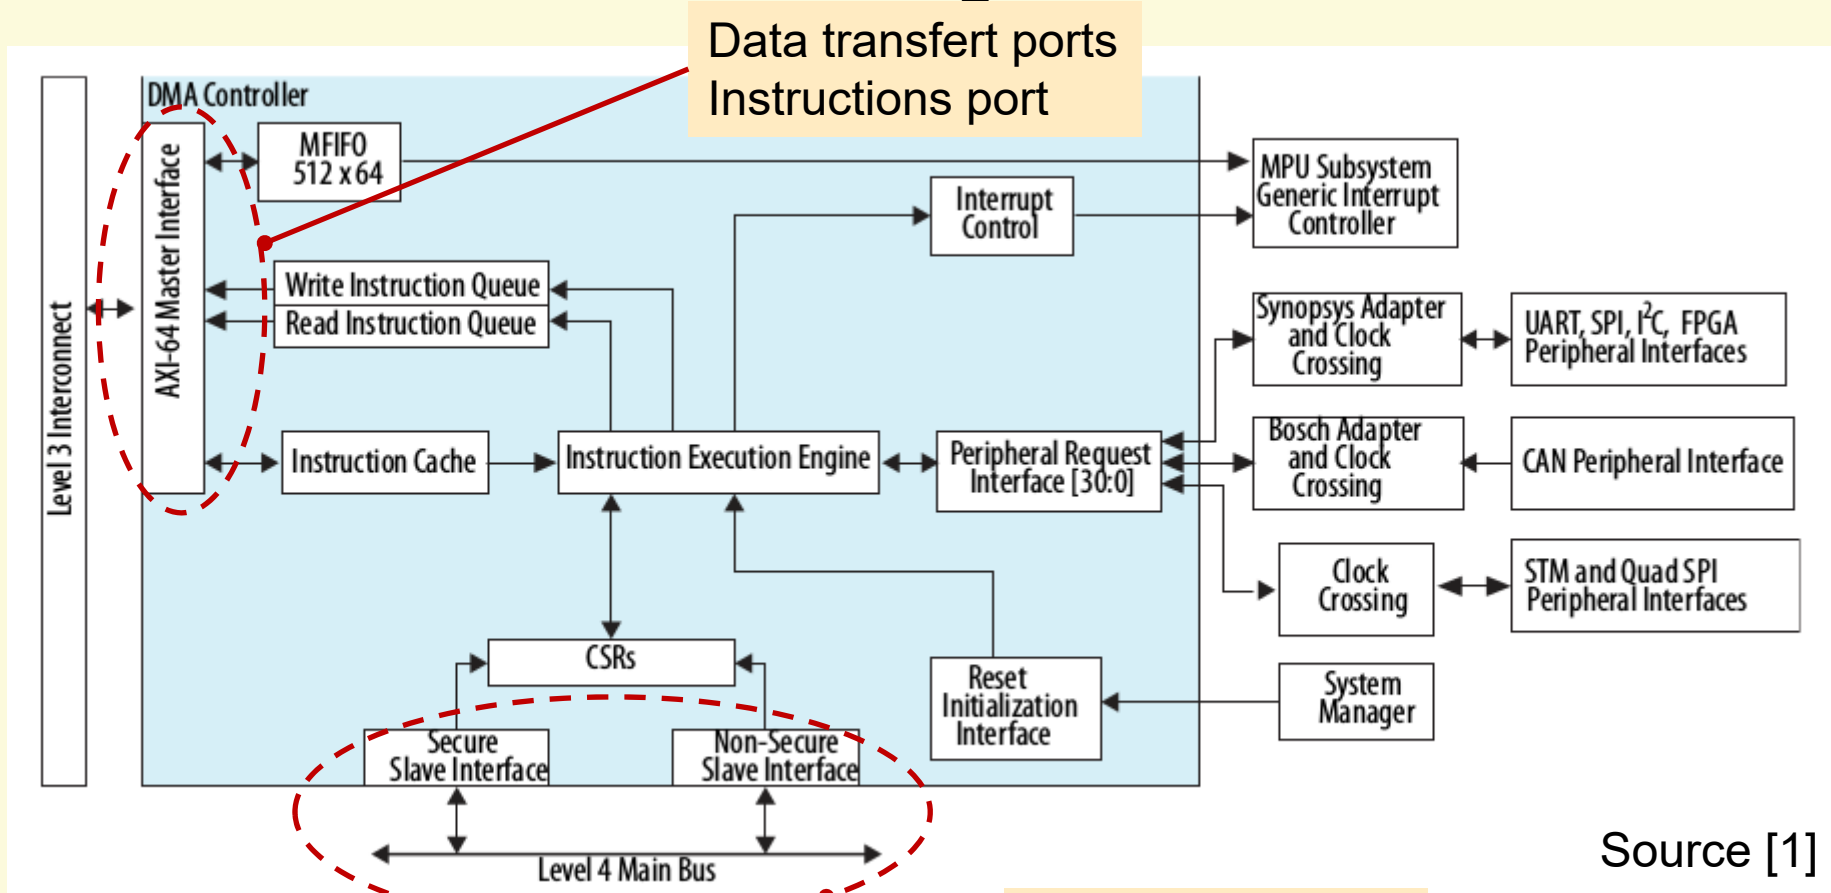 Data transfert ports
Instructions port
DMA Controller
MFIFO
512 x 64
AXI-64 Master Interface
Level 3 Interconnect
Write Instruction Queue
Read Instruction Queue
Interrupt
Control
MPU Subsystem
Generic Interrupt
Controller
Synopsys Adapter
and Clock
Crossing
UART, SPI, I²C, FPGA
Peripheral Interfaces
Instruction Cache
Instruction Execution Engine
Peripheral Request
Interface [30:0]
Bosch Adapter
and Clock
Crossing
CAN Peripheral Interface
Clock
Crossing
STM and Quad SPI
Peripheral Interfaces
CSRs
Reset
Initialization
Interface
System
Manager
Secure
Slave Interface
Non-Secure
Slave Interface
Level 4 Main Bus
Source [1]